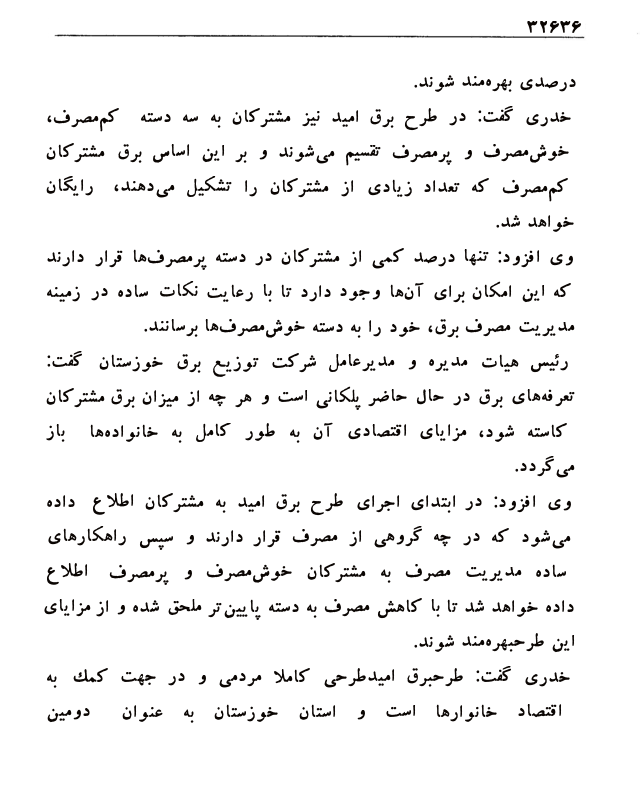 ۳۲۶۳۶
درصدی بهره‌مند شوند.
خدری گفت: در طرح برق امید نیز مشترکان به سه دسته کم‌مصرف،
خوش‌مصرف و پرمصرف تقسیم می‌شوند و بر این اساس برق مشترکان
کم‌مصرف که تعداد زیادی از مشترکان را تشکیل می‌دهند، رایگان
خواهد شد.
وی افزود: تنها درصد کمی از مشترکان در دسته پرمصرف‌ها قرار دارند
که این امکان برای آن‌ها وجود دارد تا با رعایت نکات ساده در زمینه
مدیریت مصرف برق، خود را به دسته خوش‌مصرف‌ها برسانند.
رئیس هیات مدیره و مدیرعامل شرکت توزیع برق خوزستان گفت:
تعرفه‌های برق در حال حاضر پلکانی است و هر چه از میزان برق مشترکان
کاسته شود، مزایای اقتصادی آن به طور کامل به خانواده‌ها باز
می‌گردد.
وی افزود: در ابتدای اجرای طرح برق امید به مشترکان اطلاع داده
می‌شود که در چه گروهی از مصرف قرار دارند و سپس راهکارهای
ساده مدیریت مصرف به مشترکان خوش‌مصرف و پرمصرف اطلاع
داده خواهد شد تا با کاهش مصرف به دسته پایین‌تر ملحق شده و از مزایای
این طرحبهره‌مند شوند.
خدری گفت: طرحبرق امیدطرحی کاملا مردمی و در جهت کمك به
اقتصاد خانوارها است و استان خوزستان به عنوان دومین